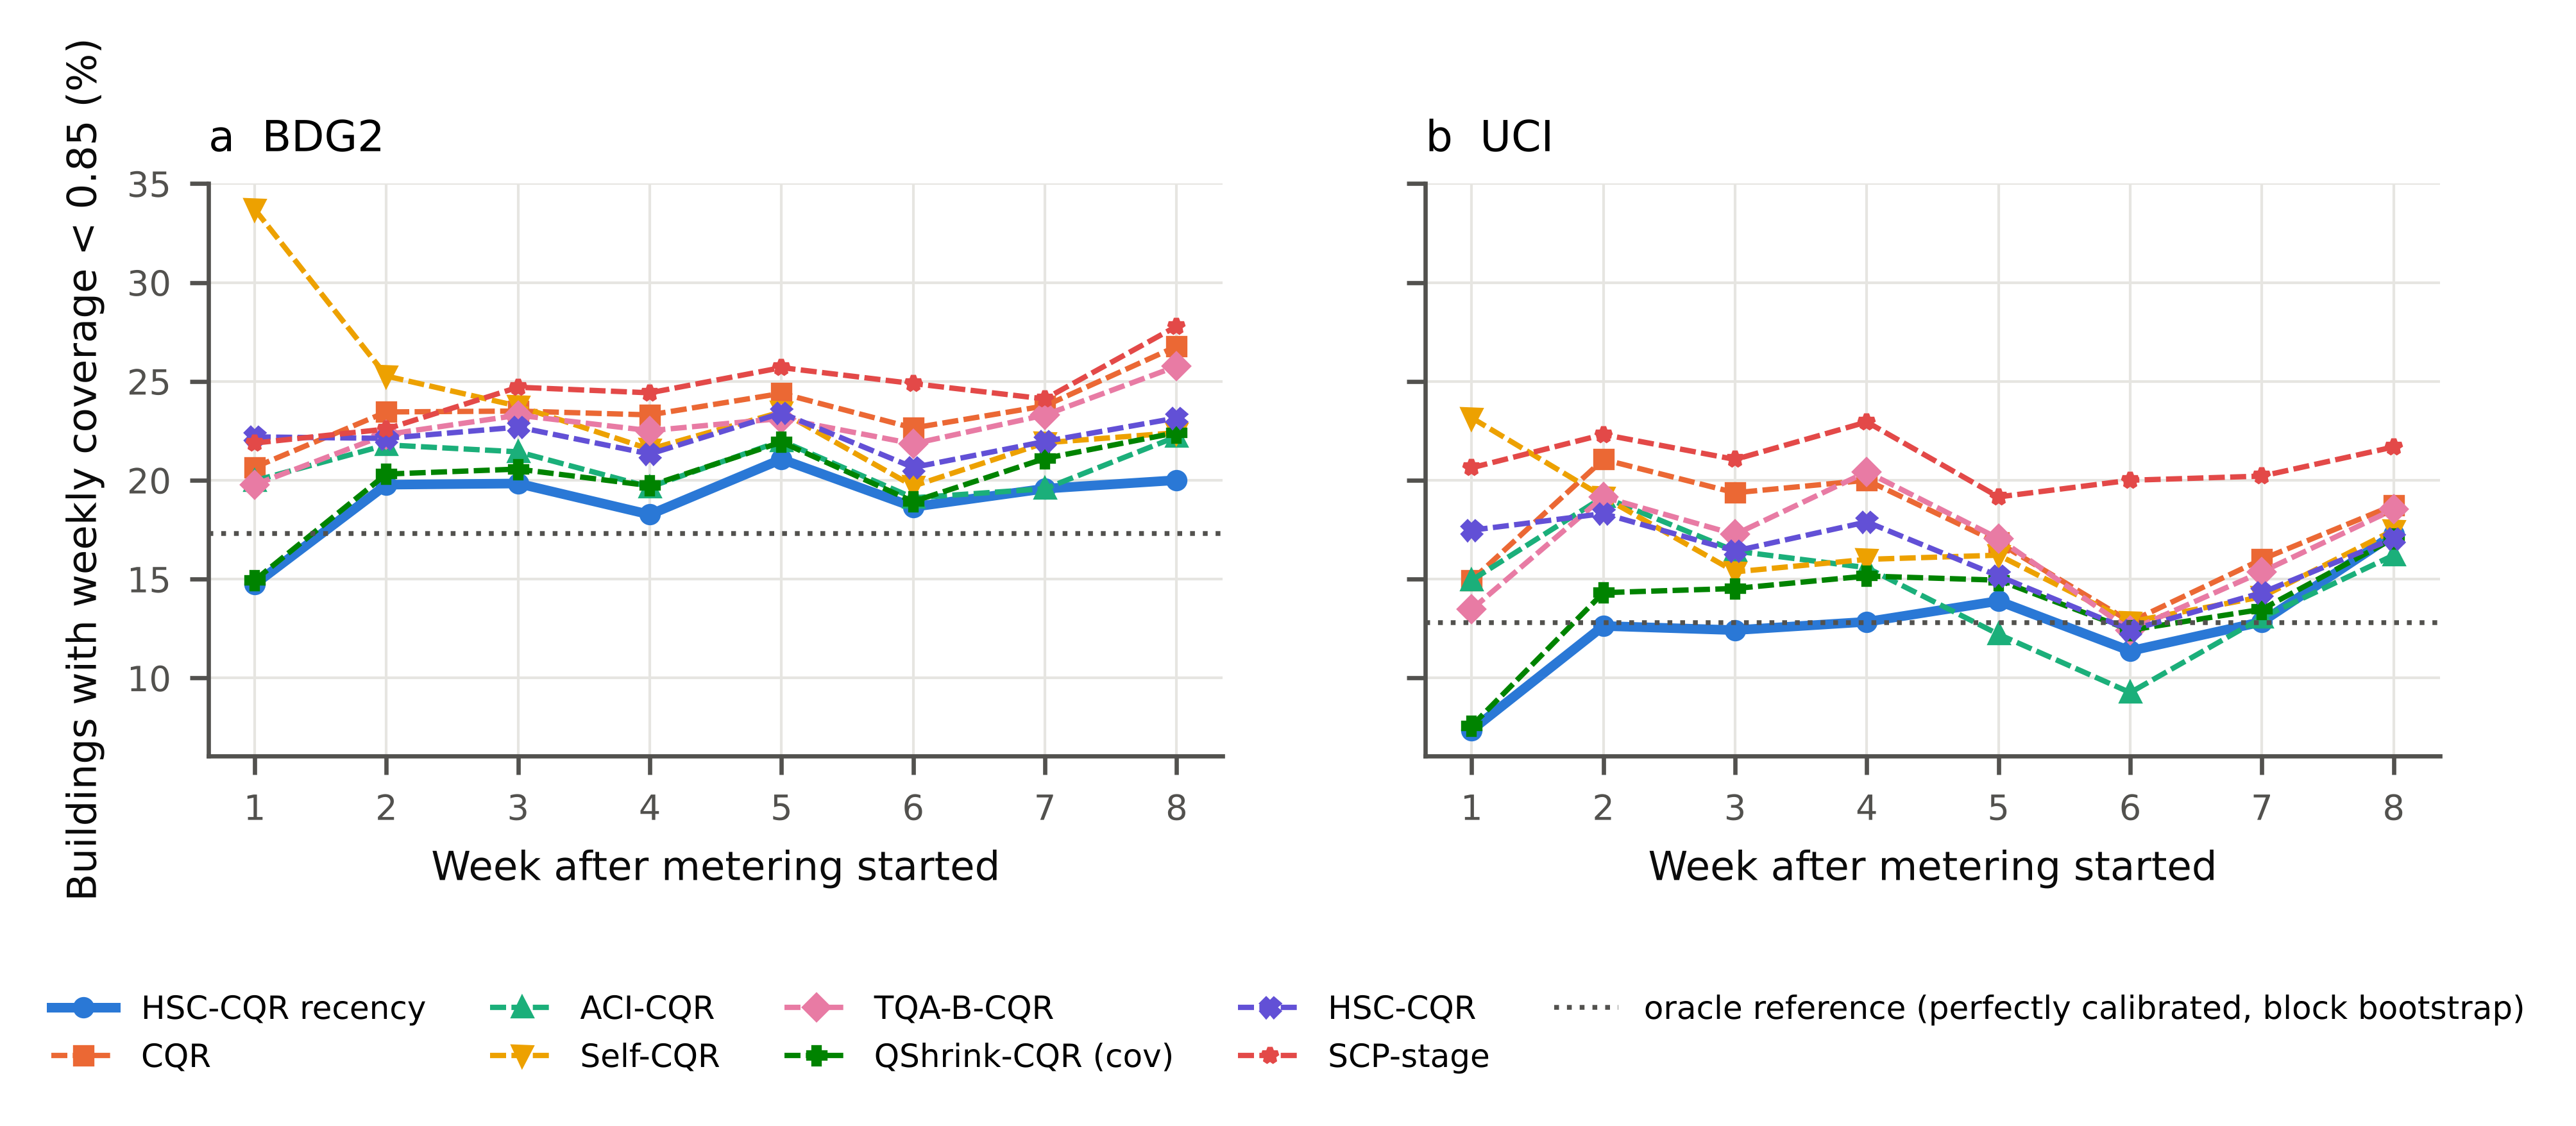 Buildings with weekly coverage < 0.85 (%)
a BDG2
35
30
25
20
15
10
1 2 3 4 5 6 7 8
Week after metering started
b UCI
1 2 3 4 5 6 7 8
Week after metering started
HSC-CQR recency
CQR
ACI-CQR
Self-CQR
TQA-B-CQR
QShrink-CQR (cov)
HSC-CQR
SCP-stage
oracle reference (perfectly calibrated, block bootstrap)